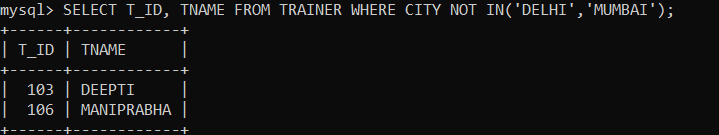 mysql> SELECT T_ID, TNAME FROM TRAINER WHERE CITY NOT IN('DELHI','MUMBAI');
+------+------------+
| T_ID | TNAME      |
+------+------------+
|  103 | DEEPTI     |
|  106 | MANIPRABHA |
+------+------------+